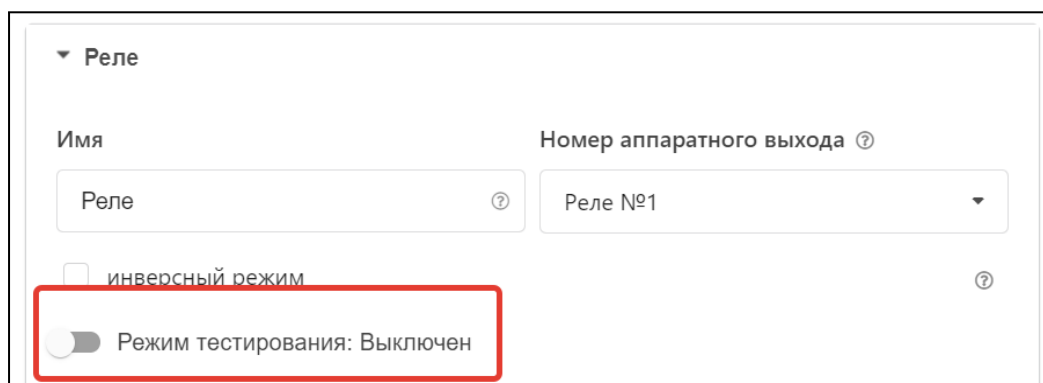 Реле
Имя
Номер аппаратного выхода
Реле
Реле №1
инверсный режим
Режим тестирования: Выключен